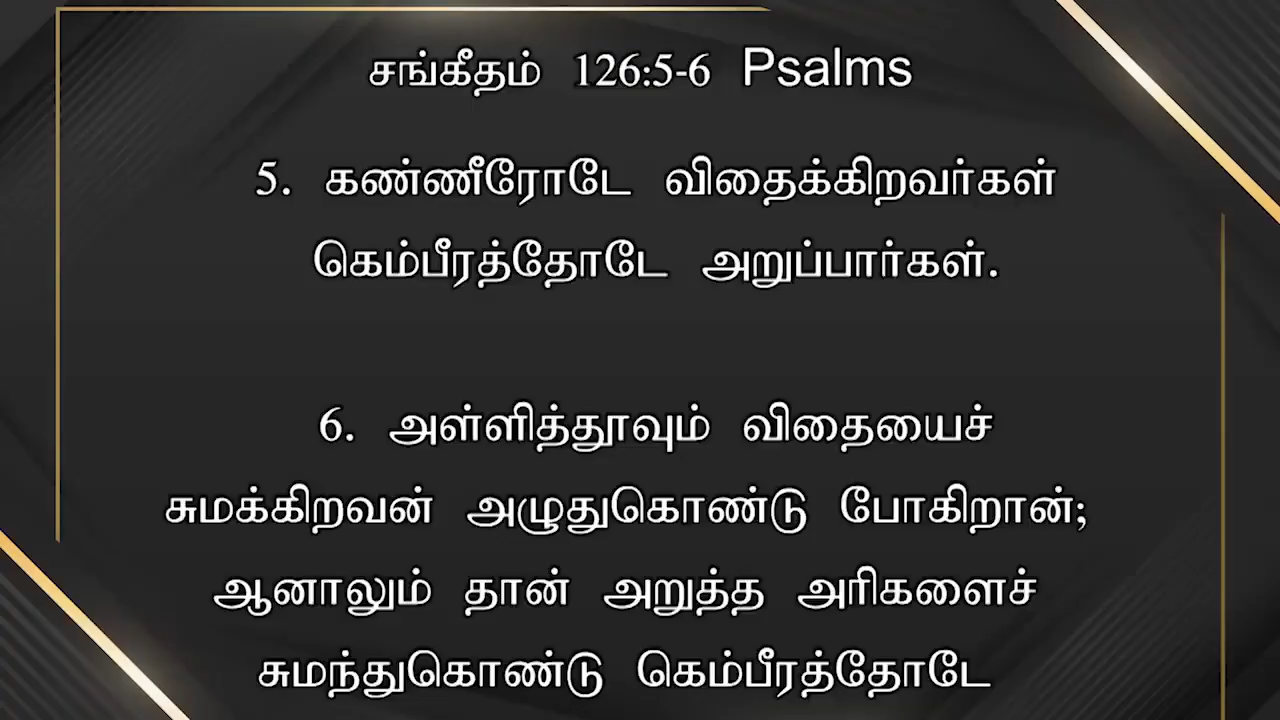 சங்கீதம் 126:5-6 Psalms
5. கண்ணீரோடே விதைக்கிறவர்கள்
கெம்பீரத்தோடே அறுப்பார்கள்.
6. அள்ளித்தூவும் விதையைச்
சுமக்கிறவன் அழுதுகொண்டு போகிறான்;
ஆனாலும் தான் அறுத்த அரிகளைச்
சுமந்துகொண்டு கெம்பீரத்தோடே